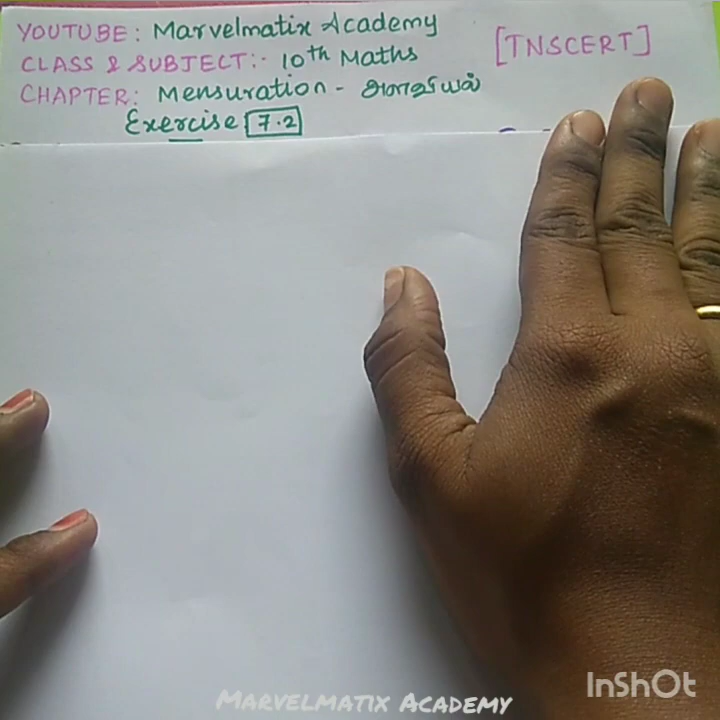 YOUTUBE: Marvelmatix Academy
CLASS & SUBJECT:- 10th Maths [TNSCERT]
CHAPTER: Mensuration - அளவியல்
Exercise 7.2
InShOt
MARVELMATIX ACADEMY